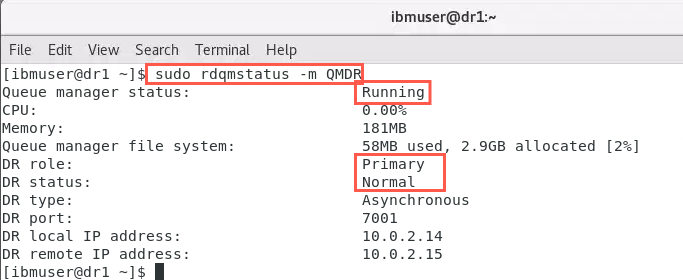 ibmuser@dr1:~
File Edit View Search Terminal Help
[ibmuser@dr1 ~]$ sudo rdqmstatus -m QMDR
Queue manager status: Running
CPU: 0.00%
Memory: 181MB
Queue manager file system: 58MB used, 2.9GB allocated [2%]
DR role: Primary
DR status: Normal
DR type: Asynchronous
DR port: 7001
DR local IP address: 10.0.2.14
DR remote IP address: 10.0.2.15
[ibmuser@dr1 ~]$